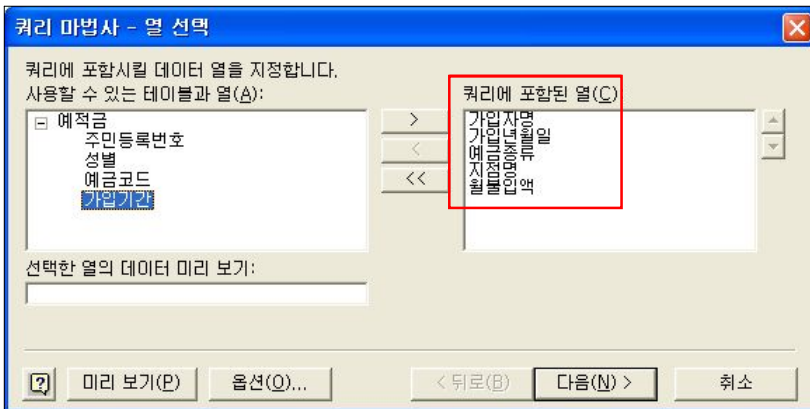 쿼리 마법사 - 열 선택
쿼리에 포함시킬 데이터 열을 지정합니다.
사용할 수 있는 테이블과 열(A):
예적금
주민등록번호
성별
예금코드
가입기간
>
<
<<
쿼리에 포함된 열(C)
가입자명
가입년월일
예금종류
지점명
월불입액
선택한 열의 데이터 미리 보기:
미리 보기(P)
옵션(O)...
< 뒤로(B)
다음(N) >
취소